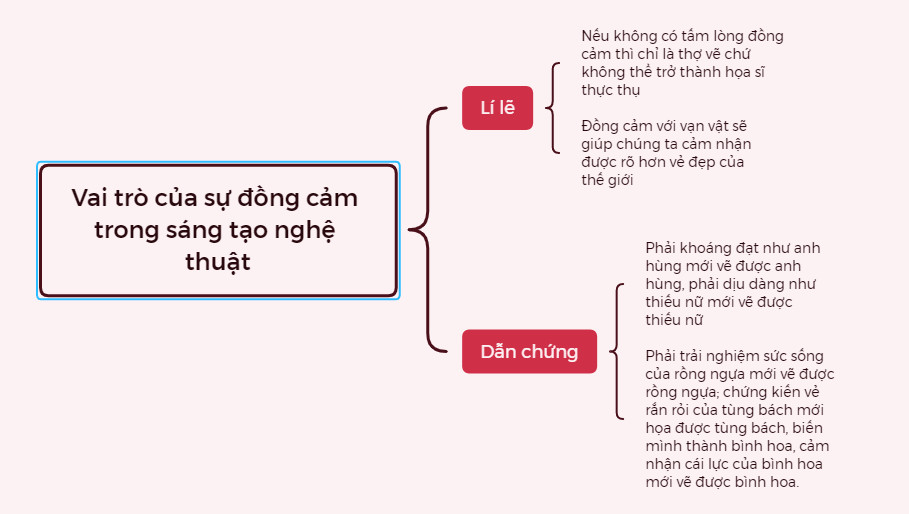 Vai trò của sự đồng cảm
trong sáng tạo nghệ
thuật
Lí lẽ
Nếu không có tấm lòng đồng
cảm thì chỉ là thợ vẽ chứ
không thể trở thành họa sĩ
thực thụ
Đồng cảm với vạn vật sẽ
giúp chúng ta cảm nhận
được rõ hơn vẻ đẹp của
thế giới
Dẫn chứng
Phải khoáng đạt như anh
hùng mới vẽ được anh
hùng, phải dịu dàng như
thiếu nữ mới vẽ được
thiếu nữ
Phải trải nghiệm sức sống
của rồng ngựa mới vẽ được
rồng ngựa; chứng kiến vẻ
rắn rỏi của tùng bách mới
họa được tùng bách, biến
mình thành bình hoa, cảm
nhận cái lực của bình hoa
mới vẽ được bình hoa.